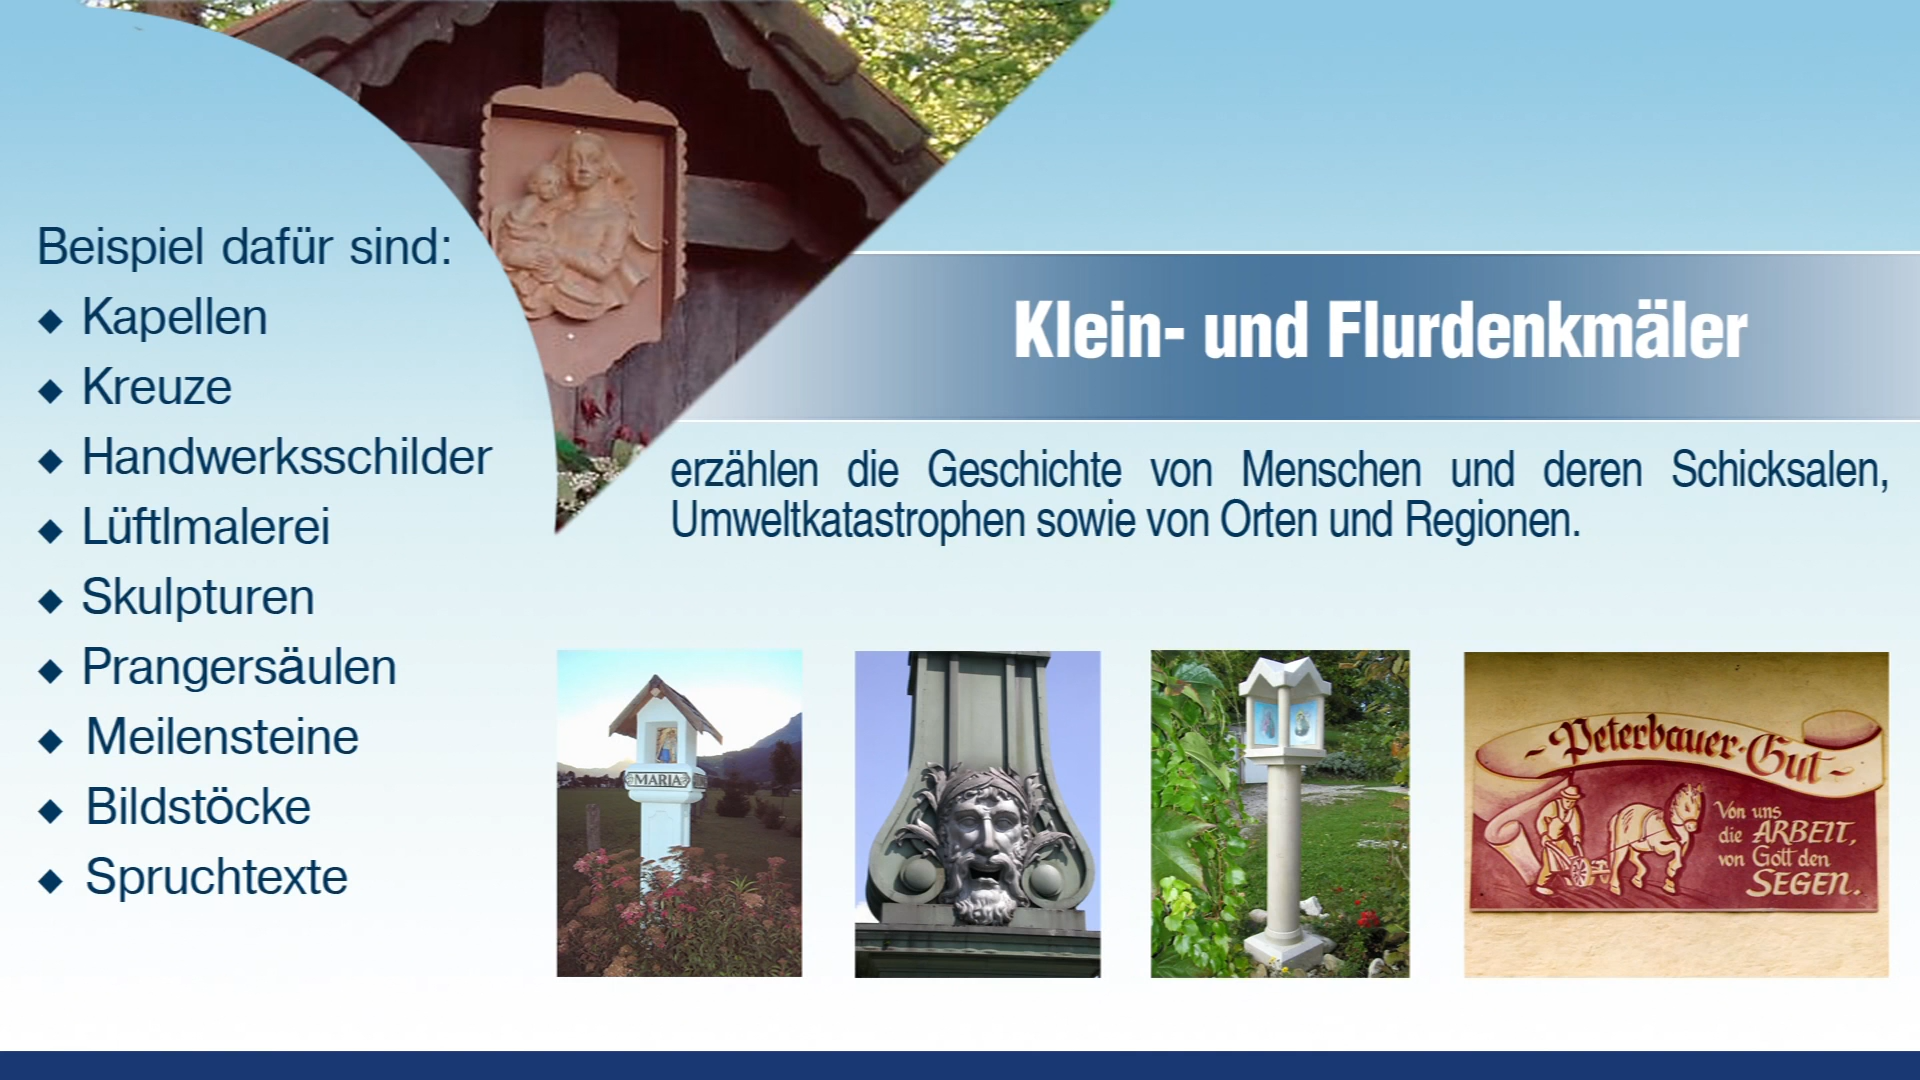 Klein- und Flurdenkmäler
erzählen die Geschichte von Menschen und deren Schicksalen,
Umweltkatastrophen sowie von Orten und Regionen.
Beispiel dafür sind:
◆ Kapellen
◆ Kreuze
◆ Handwerksschilder
◆ Lüftlmalerei
◆ Skulpturen
◆ Prangersäulen
◆ Meilensteine
◆ Bildstöcke
◆ Spruchtexte
MARIA
- Peterbauer-Gut -
Von uns
die ARBEIT,
von Gott den
SEGEN.